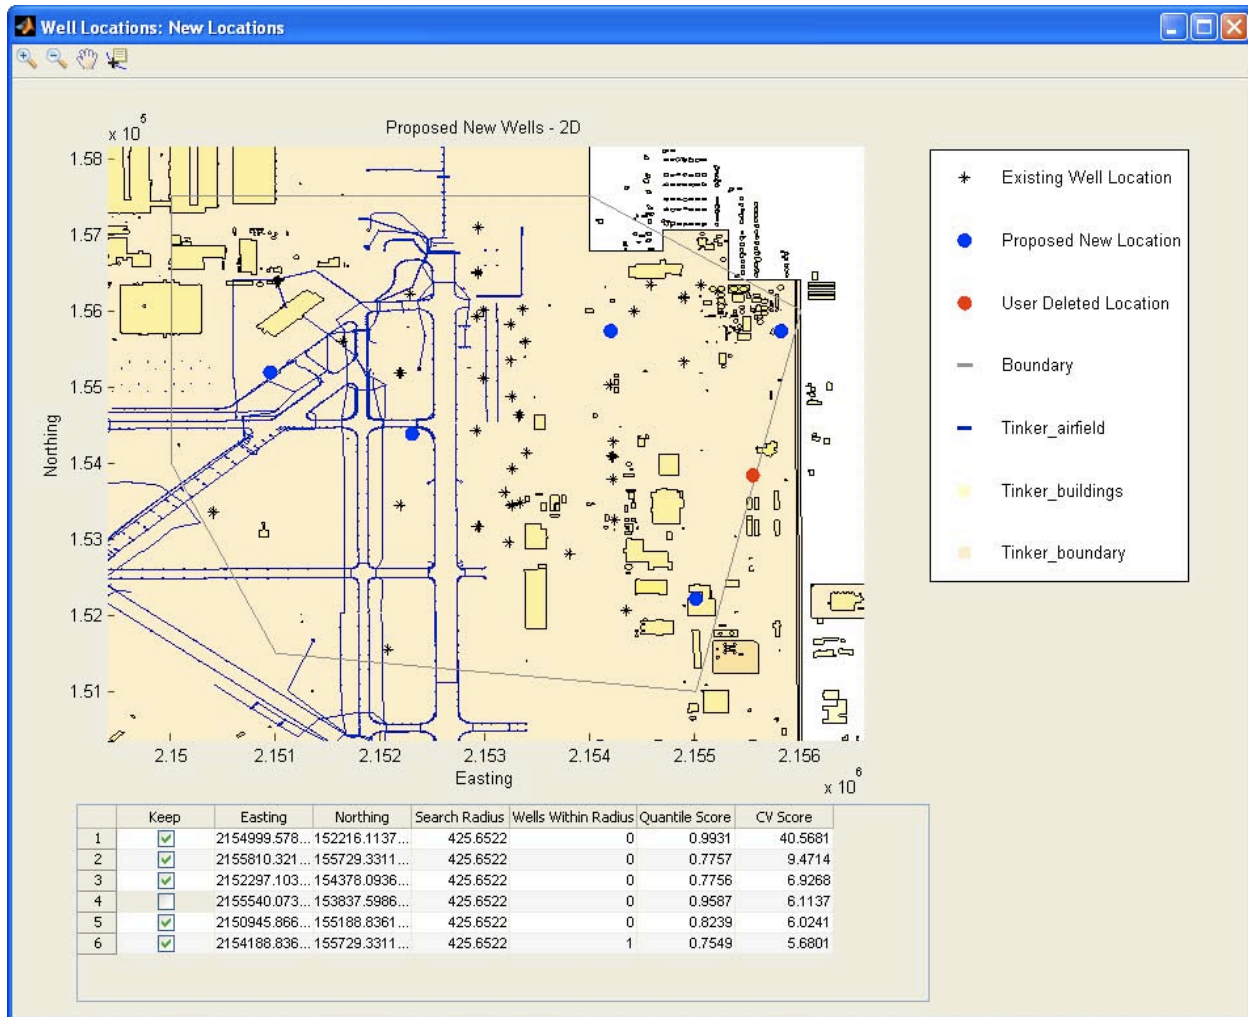 Well Locations: New Locations
Proposed New Wells - 2D
x 10^5
1.58
1.57
1.56
1.55
1.54
1.53
1.52
1.51
Northing
2.15 2.151 2.152 2.153 2.154 2.155 2.156
Easting
x 10^6
Existing Well Location
Proposed New Location
User Deleted Location
Boundary
Tinker_airfield
Tinker_buildings
Tinker_boundary
Keep Easting Northing Search Radius Wells Within Radius Quantile Score CV Score
1 2154999.578... 152216.1137... 425.6522 0 0.9931 40.5681
2 2155810.321... 155729.3311... 425.6522 0 0.7757 9.4714
3 2152297.103... 154378.0936... 425.6522 0 0.7756 6.9268
4 2155540.073... 153837.5986... 425.6522 0 0.9587 6.1137
5 2150945.866... 155188.8361... 425.6522 0 0.8239 6.0241
6 2154188.836... 155729.3311... 425.6522 1 0.7549 5.6801